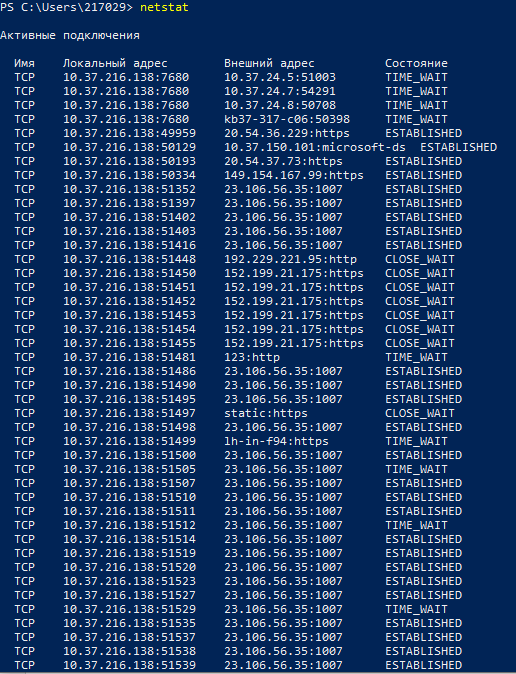 PS C:\Users\217029> netstat
Активные подключения
Имя Локальный адрес Внешний адрес Состояние
TCP 10.37.216.138:7680 10.37.24.5:51003 TIME_WAIT
TCP 10.37.216.138:7680 10.37.24.7:54291 TIME_WAIT
TCP 10.37.216.138:7680 10.37.24.8:50708 TIME_WAIT
TCP 10.37.216.138:7680 kb37-317-c06:50398 TIME_WAIT
TCP 10.37.216.138:49959 20.54.36.229:https ESTABLISHED
TCP 10.37.216.138:50129 10.37.150.101:microsoft-ds ESTABLISHED
TCP 10.37.216.138:50193 20.54.37.73:https ESTABLISHED
TCP 10.37.216.138:50334 149.154.167.99:https ESTABLISHED
TCP 10.37.216.138:51352 23.106.56.35:1007 ESTABLISHED
TCP 10.37.216.138:51397 23.106.56.35:1007 ESTABLISHED
TCP 10.37.216.138:51402 23.106.56.35:1007 ESTABLISHED
TCP 10.37.216.138:51403 23.106.56.35:1007 ESTABLISHED
TCP 10.37.216.138:51416 23.106.56.35:1007 ESTABLISHED
TCP 10.37.216.138:51448 192.229.221.95:http CLOSE_WAIT
TCP 10.37.216.138:51450 152.199.21.175:https CLOSE_WAIT
TCP 10.37.216.138:51451 152.199.21.175:https CLOSE_WAIT
TCP 10.37.216.138:51452 152.199.21.175:https CLOSE_WAIT
TCP 10.37.216.138:51453 152.199.21.175:https CLOSE_WAIT
TCP 10.37.216.138:51454 152.199.21.175:https CLOSE_WAIT
TCP 10.37.216.138:51455 152.199.21.175:https CLOSE_WAIT
TCP 10.37.216.138:51481 123:http TIME_WAIT
TCP 10.37.216.138:51486 23.106.56.35:1007 ESTABLISHED
TCP 10.37.216.138:51490 23.106.56.35:1007 ESTABLISHED
TCP 10.37.216.138:51495 23.106.56.35:1007 ESTABLISHED
TCP 10.37.216.138:51497 static:https CLOSE_WAIT
TCP 10.37.216.138:51498 23.106.56.35:1007 ESTABLISHED
TCP 10.37.216.138:51499 lh-in-f94:https TIME_WAIT
TCP 10.37.216.138:51500 23.106.56.35:1007 ESTABLISHED
TCP 10.37.216.138:51505 23.106.56.35:1007 TIME_WAIT
TCP 10.37.216.138:51507 23.106.56.35:1007 ESTABLISHED
TCP 10.37.216.138:51510 23.106.56.35:1007 ESTABLISHED
TCP 10.37.216.138:51511 23.106.56.35:1007 ESTABLISHED
TCP 10.37.216.138:51512 23.106.56.35:1007 TIME_WAIT
TCP 10.37.216.138:51514 23.106.56.35:1007 ESTABLISHED
TCP 10.37.216.138:51519 23.106.56.35:1007 ESTABLISHED
TCP 10.37.216.138:51520 23.106.56.35:1007 ESTABLISHED
TCP 10.37.216.138:51523 23.106.56.35:1007 ESTABLISHED
TCP 10.37.216.138:51527 23.106.56.35:1007 ESTABLISHED
TCP 10.37.216.138:51529 23.106.56.35:1007 TIME_WAIT
TCP 10.37.216.138:51535 23.106.56.35:1007 ESTABLISHED
TCP 10.37.216.138:51537 23.106.56.35:1007 ESTABLISHED
TCP 10.37.216.138:51538 23.106.56.35:1007 ESTABLISHED
TCP 10.37.216.138:51539 23.106.56.35:1007 ESTABLISHED